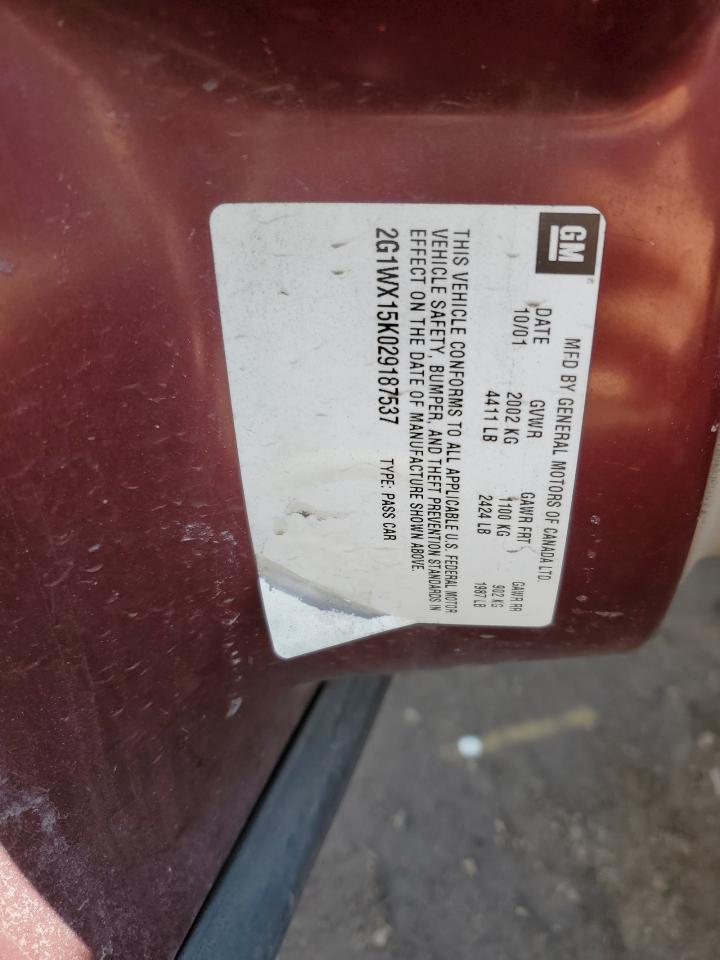 GM
MFD BY GENERAL MOTORS OF CANADA LTD.
DATE GVWR GAWR FRT GAWR RR
10/01 2002 KG 1100 KG 902 KG
4411 LB 2424 LB 1987 LB
THIS VEHICLE CONFORMS TO ALL APPLICABLE U.S. FEDERAL MOTOR
VEHICLE SAFETY, BUMPER, AND THEFT PREVENTION STANDARDS IN
EFFECT ON THE DATE OF MANUFACTURE SHOWN ABOVE.
2G1WX15K029187537 TYPE: PASS CAR